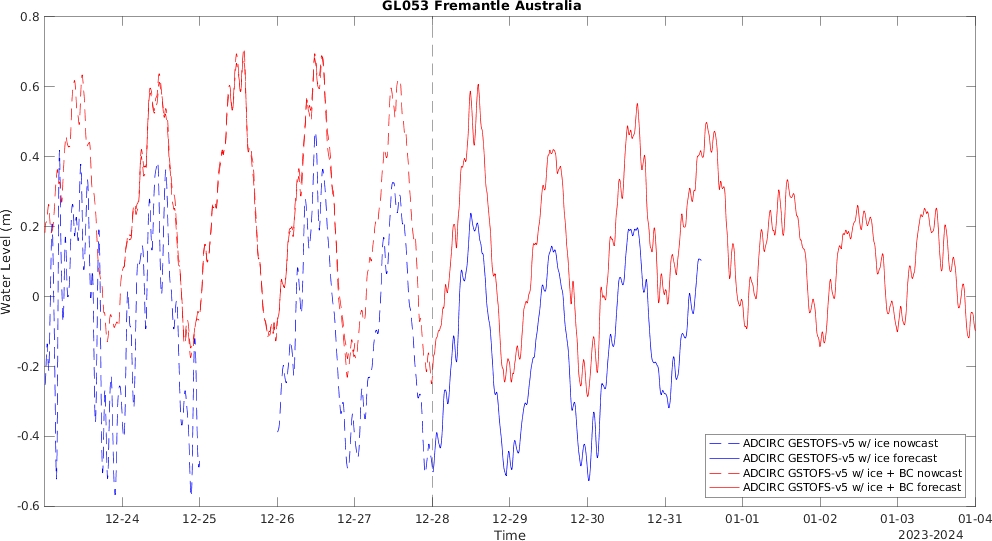 GL053 Fremantle Australia
0.8
0.6
0.4
0.2
0
-0.2
-0.4
-0.6
Water Level (m)
ADCIRC GESTOFS-v5 w/ ice nowcast
ADCIRC GESTOFS-v5 w/ ice forecast
ADCIRC GSTOFS-v5 w/ ice + BC nowcast
ADCIRC GSTOFS-v5 w/ ice + BC forecast
12-24 12-25 12-26 12-27 12-28 12-29 12-30 12-31 01-01 01-02 01-03 01-04
Time
2023-2024